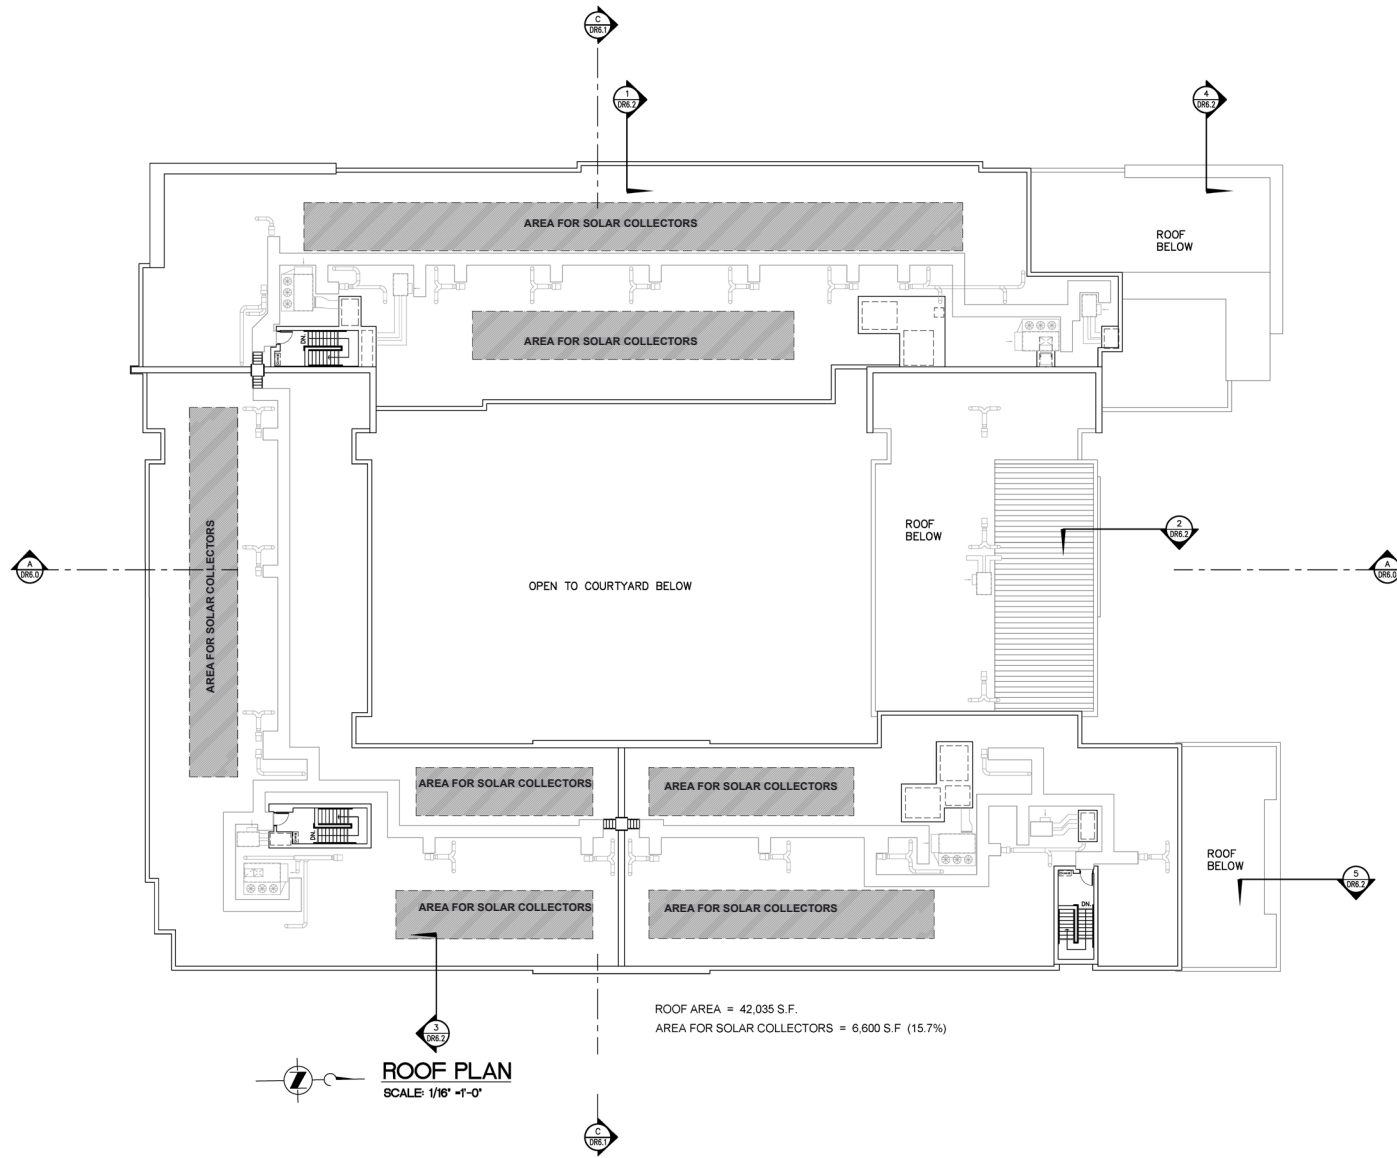 C
DR6.1
1
DR6.2
4
DR6.2
AREA FOR SOLAR COLLECTORS
ROOF
BELOW
AREA FOR SOLAR COLLECTORS
DN.
AREA FOR SOLAR COLLECTORS
ROOF
BELOW
2
DR6.2
A
DR6.0
A
DR6.0
OPEN TO COURTYARD BELOW
AREA FOR SOLAR COLLECTORS
AREA FOR SOLAR COLLECTORS
DN.
ROOF
BELOW
5
DR6.2
AREA FOR SOLAR COLLECTORS
AREA FOR SOLAR COLLECTORS
DN.
ROOF AREA = 42,035 S.F.
AREA FOR SOLAR COLLECTORS = 6,600 S.F (15.7%)
3
DR6.2
Z
ROOF PLAN
SCALE: 1/16" =1'-0"
C
DR6.1